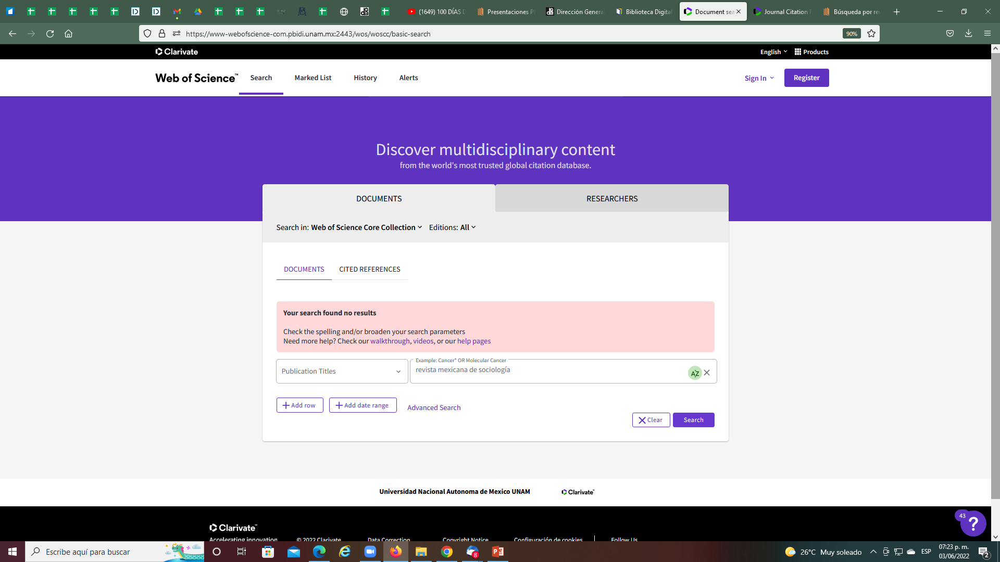 (1649) 100 DÍAS D
Presentaciones P
Dirección Genera
Biblioteca Digital
Document sea
Journal Citation R
Búsqueda por re
https://www-webofscience-com.pbidi.unam.mx:2443/wos/woscc/basic-search
90%
Clarivate
English
Products
Web of Science™
Search
Marked List
History
Alerts
Sign In
Register
Discover multidisciplinary content
from the world's most trusted global citation database.
DOCUMENTS
RESEARCHERS
Search in: Web of Science Core Collection
Editions: All
DOCUMENTS
CITED REFERENCES
Your search found no results
Check the spelling and/or broaden your search parameters
Need more help? Check our walkthrough, videos, or our help pages
Publication Titles
Example: Cancer* OR Molecular Cancer
revista mexicana de sociología
AZ
Add row
Add date range
Advanced Search
Clear
Search
Universidad Nacional Autonoma de Mexico UNAM
Clarivate™
43
?
Clarivate™
Accelerating innovation
© 2022 Clarivate
Data Correction
Copyright Notice
Configuración de cookies
Follow Us
Escribe aquí para buscar
8
26°C Muy soleado
ESP
07:23 p. m.
03/06/2022
2